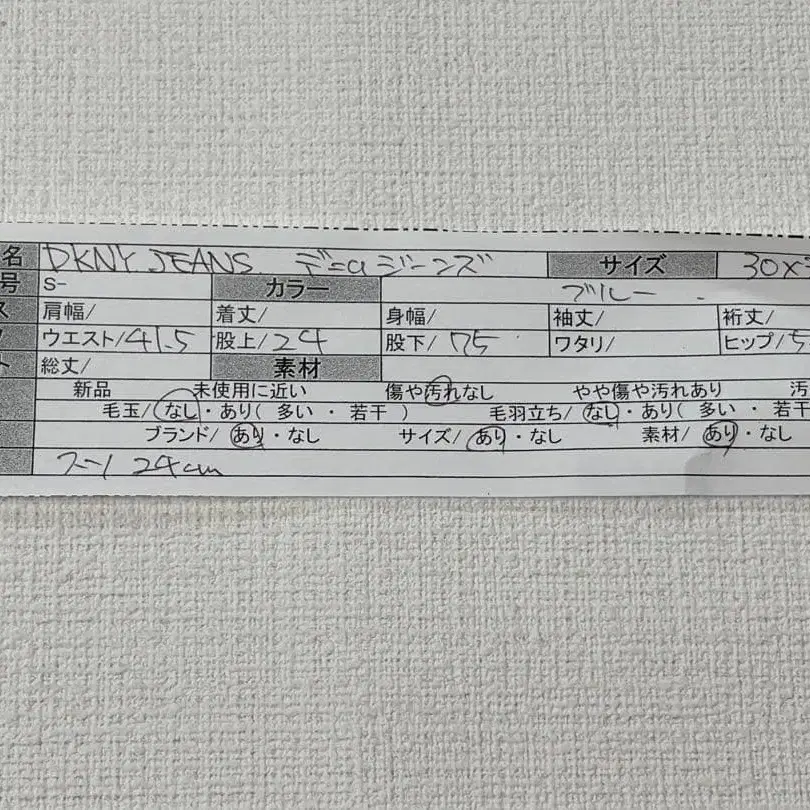 名 DKNY JEANS デニムジーンズ サイズ 30×
号 S- カラー ブルー
ス 肩幅/ 着丈/ 身幅/ 袖丈/ 裄丈/
ウエスト/41.5 股上/24 股下/75 ワタリ/ ヒップ/5
ト 総丈/ 素材
新品 未使用に近い 傷や汚れなし やや傷や汚れあり 汚
毛玉/なし・あり( 多い ・ 若干 ) 毛羽立ち/なし・あり( 多い ・ 若干
ブランド/あり・なし サイズ/あり・なし 素材/あり・なし
24cm